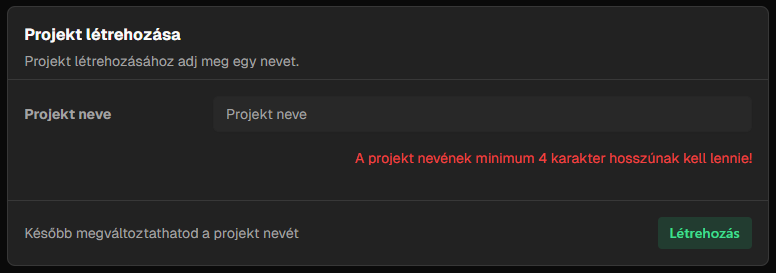 Projekt létrehozása
Projekt létrehozásához adj meg egy nevet.
Projekt neve
Projekt neve
A projekt nevének minimum 4 karakter hosszúnak kell lennie!
Később megváltoztathatod a projekt nevét
Létrehozás